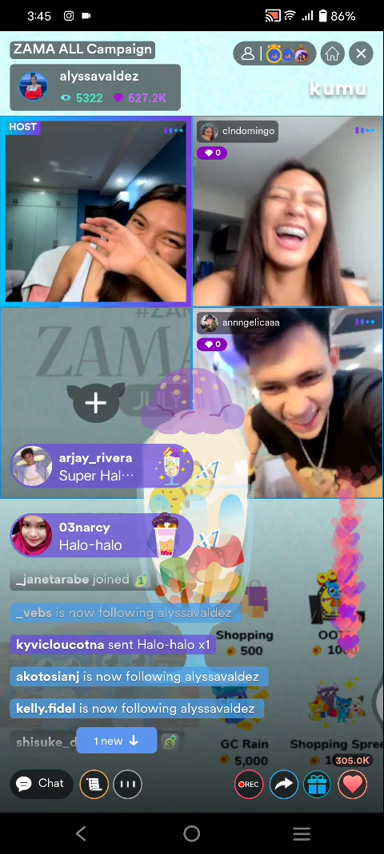 3:45
86%
ZAMA ALL Campaign
alyssavaldez
5322
627.2K
kumu
HOST
clndomingo
0
#ZAMA
ZAMA
annngelicaaa
0
arjay_rivera
Super Hal...
x1
03narcy
Halo-halo
x1
_janetarabe joined
_vebs is now following alyssavaldez
kyvicloucotna sent Halo-halo x1
akotosianj is now following alyssavaldez
kelly.fidel is now following alyssavaldez
1 new
Shopping
500
GC Rain
5,000
Shopping Spree
305.0K
Chat
REC